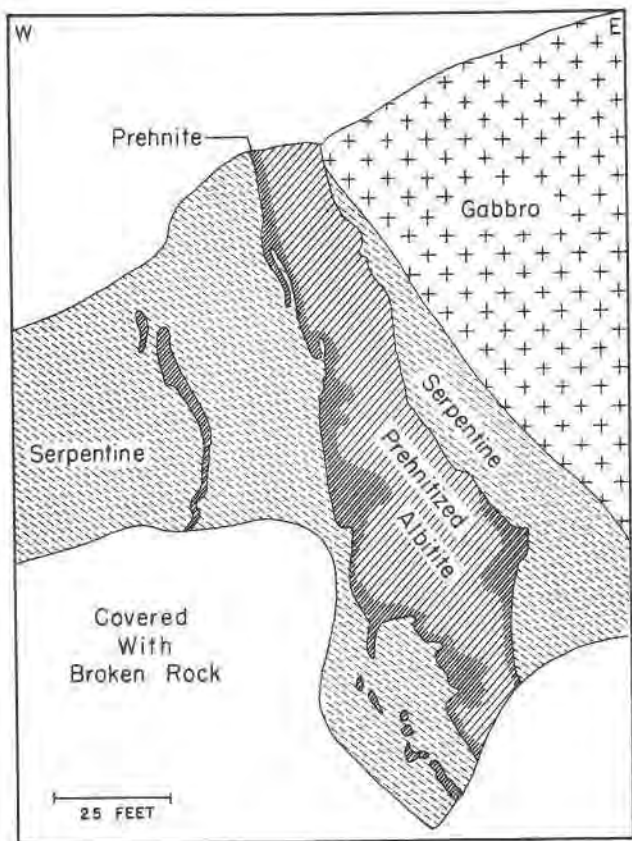 W
E
Prehnite
Gabbro
Serpentine
Serpentine
Prehnitized
Albitite
Covered
With
Broken Rock
25 FEET